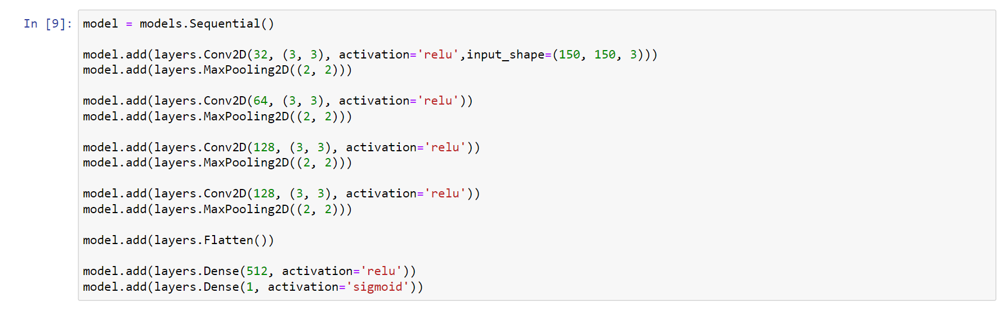 In [9]: model = models.Sequential()
model.add(layers.Conv2D(32, (3, 3), activation='relu',input_shape=(150, 150, 3)))
model.add(layers.MaxPooling2D((2, 2)))
model.add(layers.Conv2D(64, (3, 3), activation='relu'))
model.add(layers.MaxPooling2D((2, 2)))
model.add(layers.Conv2D(128, (3, 3), activation='relu'))
model.add(layers.MaxPooling2D((2, 2)))
model.add(layers.Conv2D(128, (3, 3), activation='relu'))
model.add(layers.MaxPooling2D((2, 2)))
model.add(layers.Flatten())
model.add(layers.Dense(512, activation='relu'))
model.add(layers.Dense(1, activation='sigmoid'))